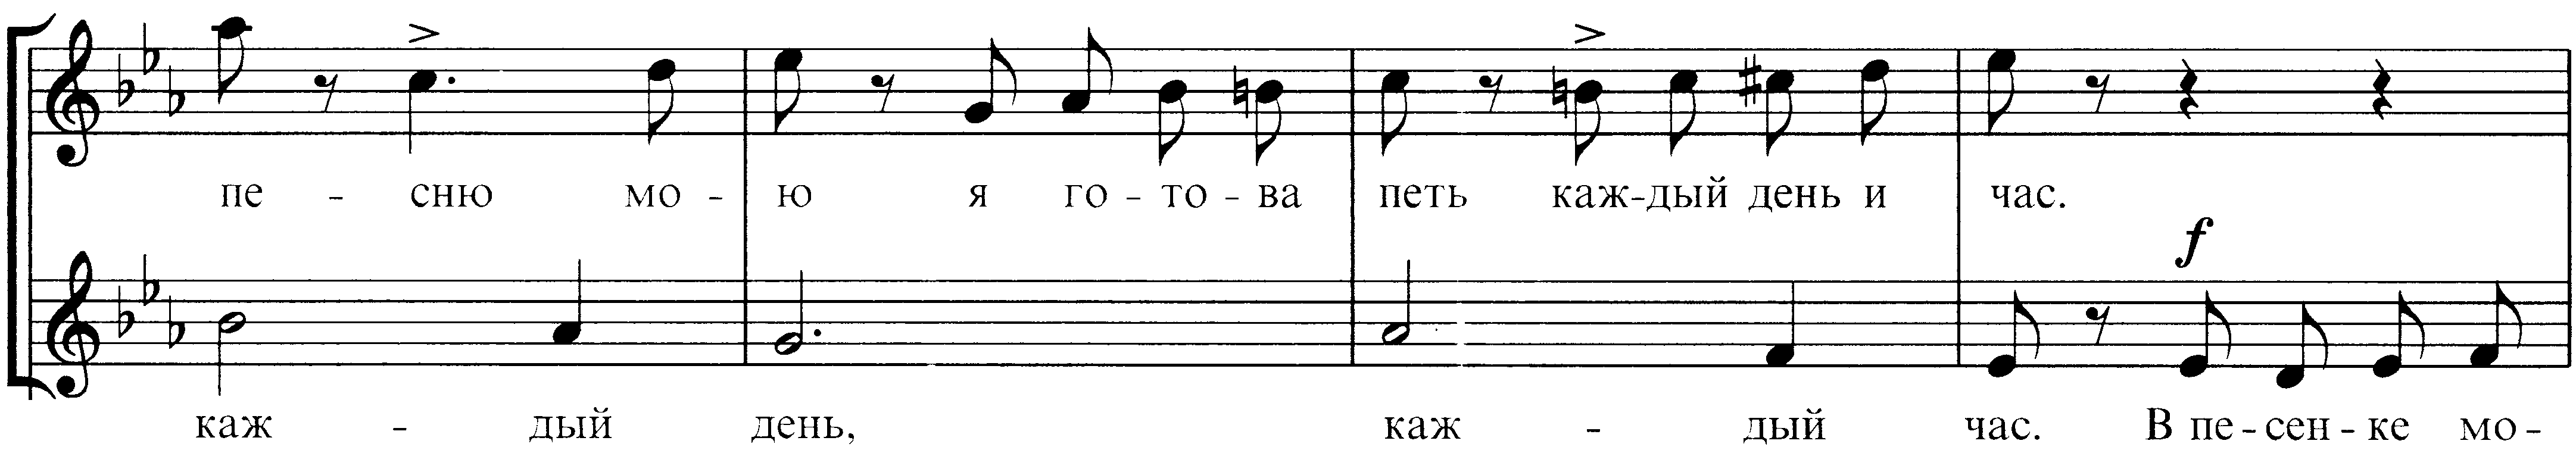 пе - сню мо - ю я го - то - ва петь каж-дый день и час.
f
каж - дый день, каж - дый час. В пе - сен - ке мо -